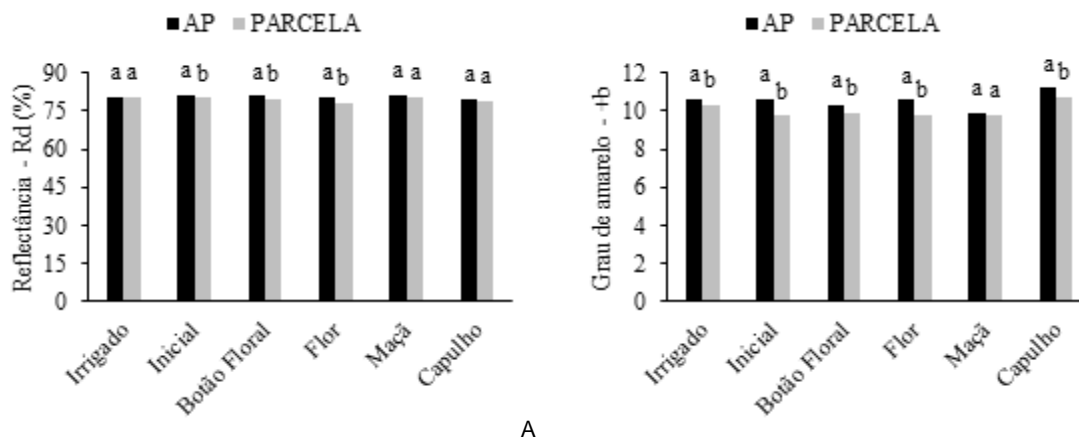 AP PARCELA
Reflectância - Rd (%)
90
75
60
45
30
15
0
a a a b a b a b a a a a
Irrigado
Inicial
Botão Floral
Flor
Maçã
Capulho
AP PARCELA
Grau de amarelo - +b
12
10
8
6
4
2
0
a b a b a b a b a a a b
Irrigado
Inicial
Botão Floral
Flor
Maçã
Capulho
A